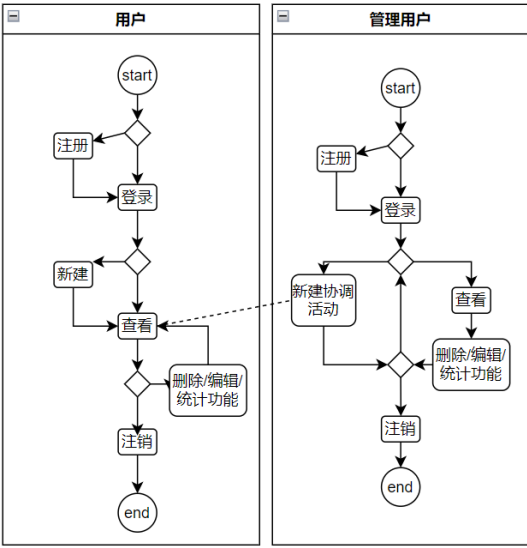 用户
start
注册
登录
新建
查看
删除/编辑/
统计功能
注销
end
管理用户
start
注册
登录
新建协调
活动
查看
删除/编辑/
统计功能
注销
end